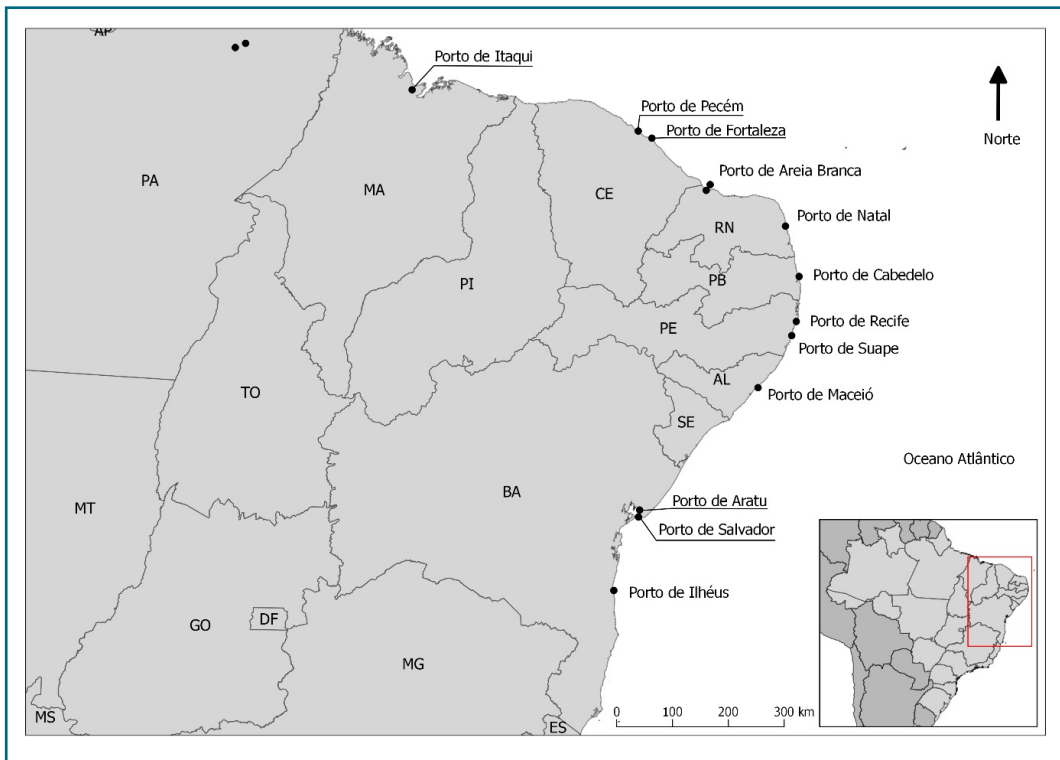 AP
Porto de Itaqui
Porto de Pecém
Porto de Fortaleza
Norte
Porto de Areia Branca
PA
MA
CE
Porto de Natal
RN
Porto de Cabedelo
PB
PI
Porto de Recife
PE
Porto de Suape
AL
TO
Porto de Maceió
SE
Oceano Atlântico
BA
Porto de Aratu
MT
Porto de Salvador
Porto de Ilhéus
GO
DF
MG
MS
ES
0 100 200 300 km